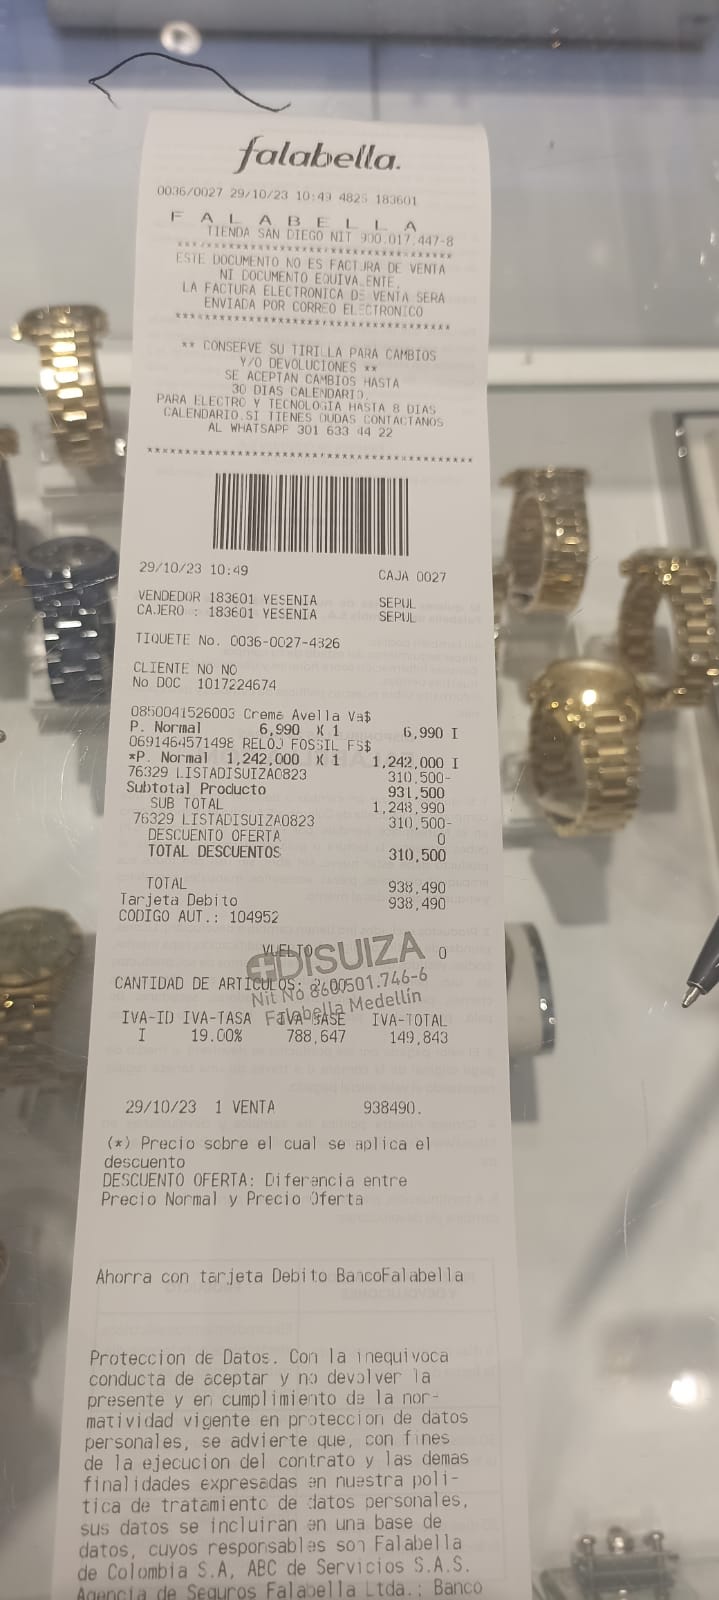 falabella.
0036/0027 29/10/23 10:49 4826 183601
F A L A B E L L A
TIENDA SAN DIEGO NIT 900.017.447-8
ESTE DOCUMENTO NO ES FACTURA DE VENTA
NI DOCUMENTO EQUIVALENTE,
LA FACTURA ELECTRONICA DE VENTA SERA
ENVIADA POR CORREO ELECTRONICO
** CONSERVE SU TIRILLA PARA CAMBIOS
Y/O DEVOLUCIONES **
SE ACEPTAN CAMBIOS HASTA
30 DIAS CALENDARIO.
PARA ELECTRO Y TECNOLOGIA HASTA 8 DIAS
CALENDARIO.SI TIENES DUDAS CONTACTANOS
AL WHATSAPP 301 633 44 22
29/10/23 10:49 CAJA 0027
VENDEDOR 183601 YESENIA SEPUL
CAJERO : 183601 YESENIA SEPUL
TIQUETE No. 0036-0027-4826
CLIENTE NO NO
No DOC 1017224674
0850041526003 Crema Avella Va$
P. Normal 6,990 X 1 6,990 I
0691464571498 RELOJ FOSSIL FS$
*P. Normal 1,242,000 X 1 1,242,000 I
76329 LISTADISUIZA0823 310,500-
Subtotal Producto 931,500
SUB TOTAL 1,248,990
76329 LISTADISUIZA0823 310,500-
DESCUENTO OFERTA 0
TOTAL DESCUENTOS 310,500
TOTAL 938,490
Tarjeta Debito 938,490
CODIGO AUT.: 104952
VUELTO 0
DISUIZA
CANTIDAD DE ARTICULOS: 2.00
Nit No 860.501.746-6
Falabella Medellín
IVA-ID IVA-TASA IVA-BASE IVA-TOTAL
I 19.00% 788,647 149,843
29/10/23 1 VENTA 938490.
(*) Precio sobre el cual se aplica el
descuento
DESCUENTO OFERTA: Diferencia entre
Precio Normal y Precio Oferta
Ahorra con tarjeta Debito BancoFalabella
Proteccion de Datos. Con la inequivoca
conducta de aceptar y no devolver la
presente y en cumplimiento de la nor-
matividad vigente en proteccion de datos
personales, se advierte que, con fines
de la ejecucion del contrato y las demas
finalidades expresadas en nuestra poli-
tica de tratamiento de datos personales,
sus datos se incluiran en una base de
datos, cuyos responsables son Falabella
de Colombia S.A, ABC de Servicios S.A.S.
Agencia de Seguros Falabella Ltda.; Banco